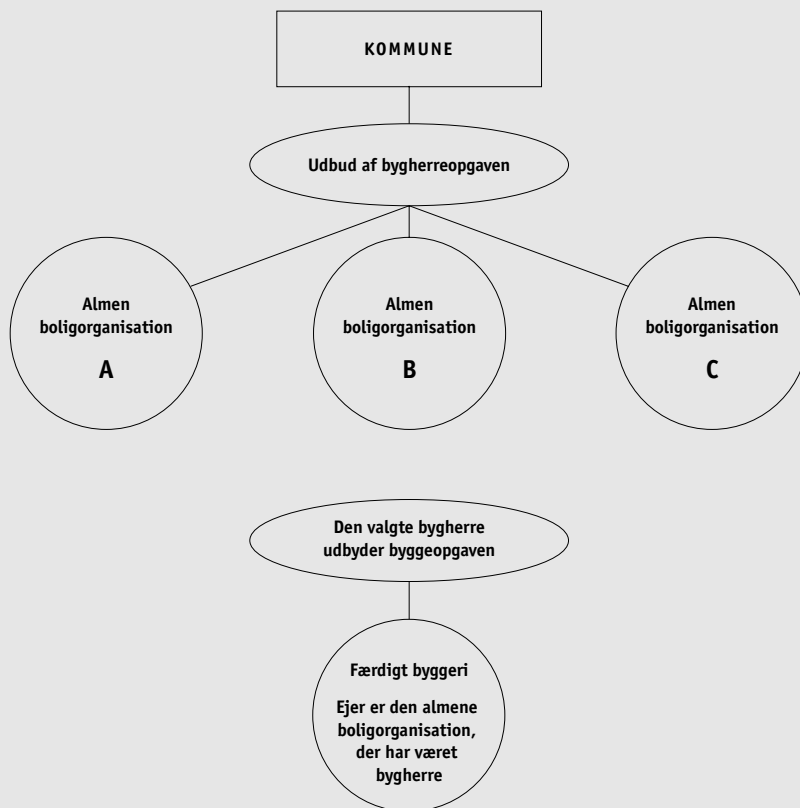 KOMMUNE
Udbud af bygherreopgaven
Almen
boligorganisation
A
Almen
boligorganisation
B
Almen
boligorganisation
C
Den valgte bygherre
udbyder byggeopgaven
Færdigt byggeri
Ejer er den almene
boligorganisation,
der har været
bygherre